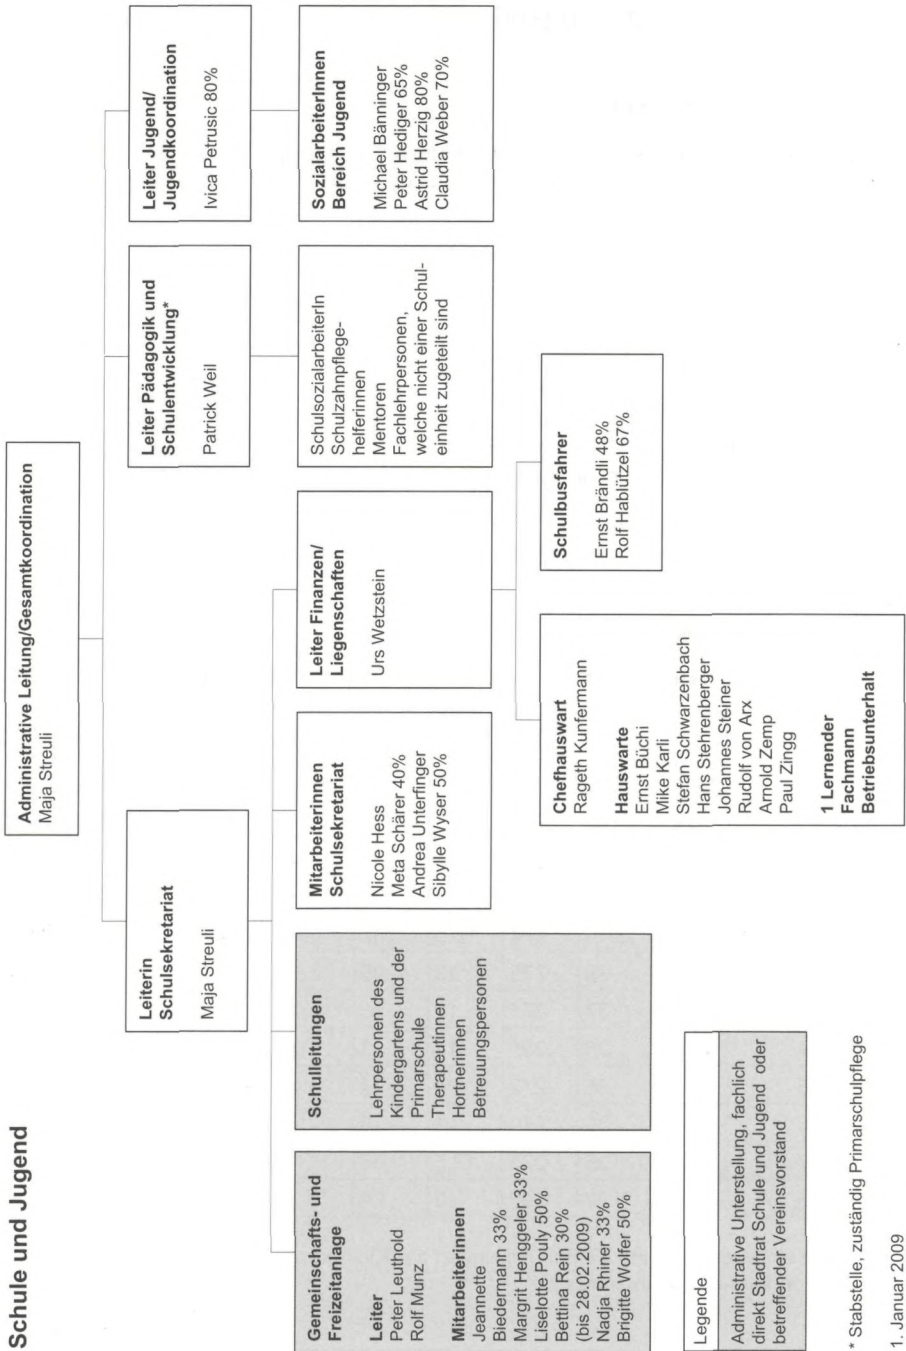 Schule und Jugend
Administrative Leitung/Gesamtkoordination
Maja Streuli
Leiterin
Schulsekretariat
Maja Streuli
Leiter Pädagogik und
Schulentwicklung*
Patrick Weil
Leiter Jugend/
Jugendkoordination
Ivica Petrusic 80%
Gemeinschafts- und
Freizeitanlage
Leiter
Peter Leuthold
Rolf Munz
Mitarbeiterinnen
Jeannette
Biedermann 33%
Margrit Henggeler 33%
Liselotte Pouly 50%
Bettina Rein 30%
(bis 28.02.2009)
Nadja Rhiner 33%
Brigitte Wolfer 50%
Schulleitungen
Lehrpersonen des
Kindergartens und der
Primarschule
Therapeutinnen
Hortnerinnen
Betreuungspersonen
Mitarbeiterinnen
Schulsekretariat
Nicole Hess
Meta Schärer 40%
Andrea Unterfinger
Sibylle Wyser 50%
Leiter Finanzen/
Liegenschaften
Urs Wetzstein
SchulsozialarbeiterIn
Schulzahnpflege-
helferinnen
Mentoren
Fachlehrpersonen,
welche nicht einer Schul-
einheit zugeteilt sind
SozialarbeiterInnen
Bereich Jugend
Michael Bänninger
Peter Hediger 65%
Astrid Herzig 80%
Claudia Weber 70%
Chefhauswart
Rageth Kunfermann
Hauswarte
Ernst Büchi
Mike Karli
Stefan Schwarzenbach
Hans Stehrenberger
Johannes Steiner
Rudolf von Arx
Arnold Zemp
Paul Zingg
1 Lernender
Fachmann
Betriebsunterhalt
Schulbusfahrer
Ernst Brändli 48%
Rolf Hablützel 67%
Legende
Administrative Unterstellung, fachlich
direkt Stadtrat Schule und Jugend oder
betreffender Vereinsvorstand
* Stabstelle, zuständig Primarschulpflege
1. Januar 2009